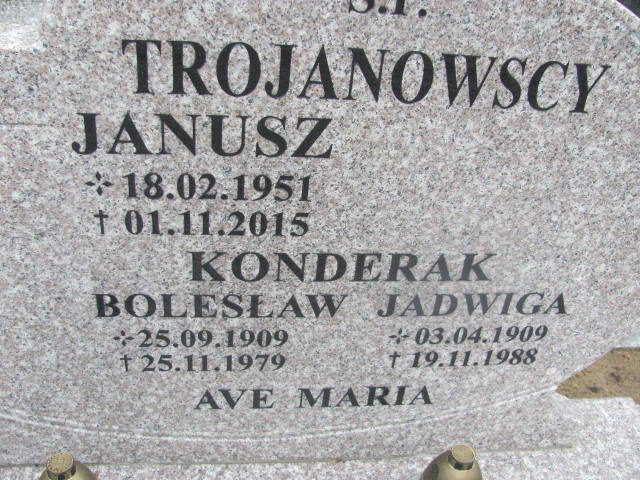 Ś.P.
TROJANOWSCY
JANUSZ
✣ 18.02.1951
† 01.11.2015
KONDERAK
BOLESŁAW JADWIGA
✣ 25.09.1909 ✣ 03.04.1909
† 25.11.1979 † 19.11.1988
AVE MARIA